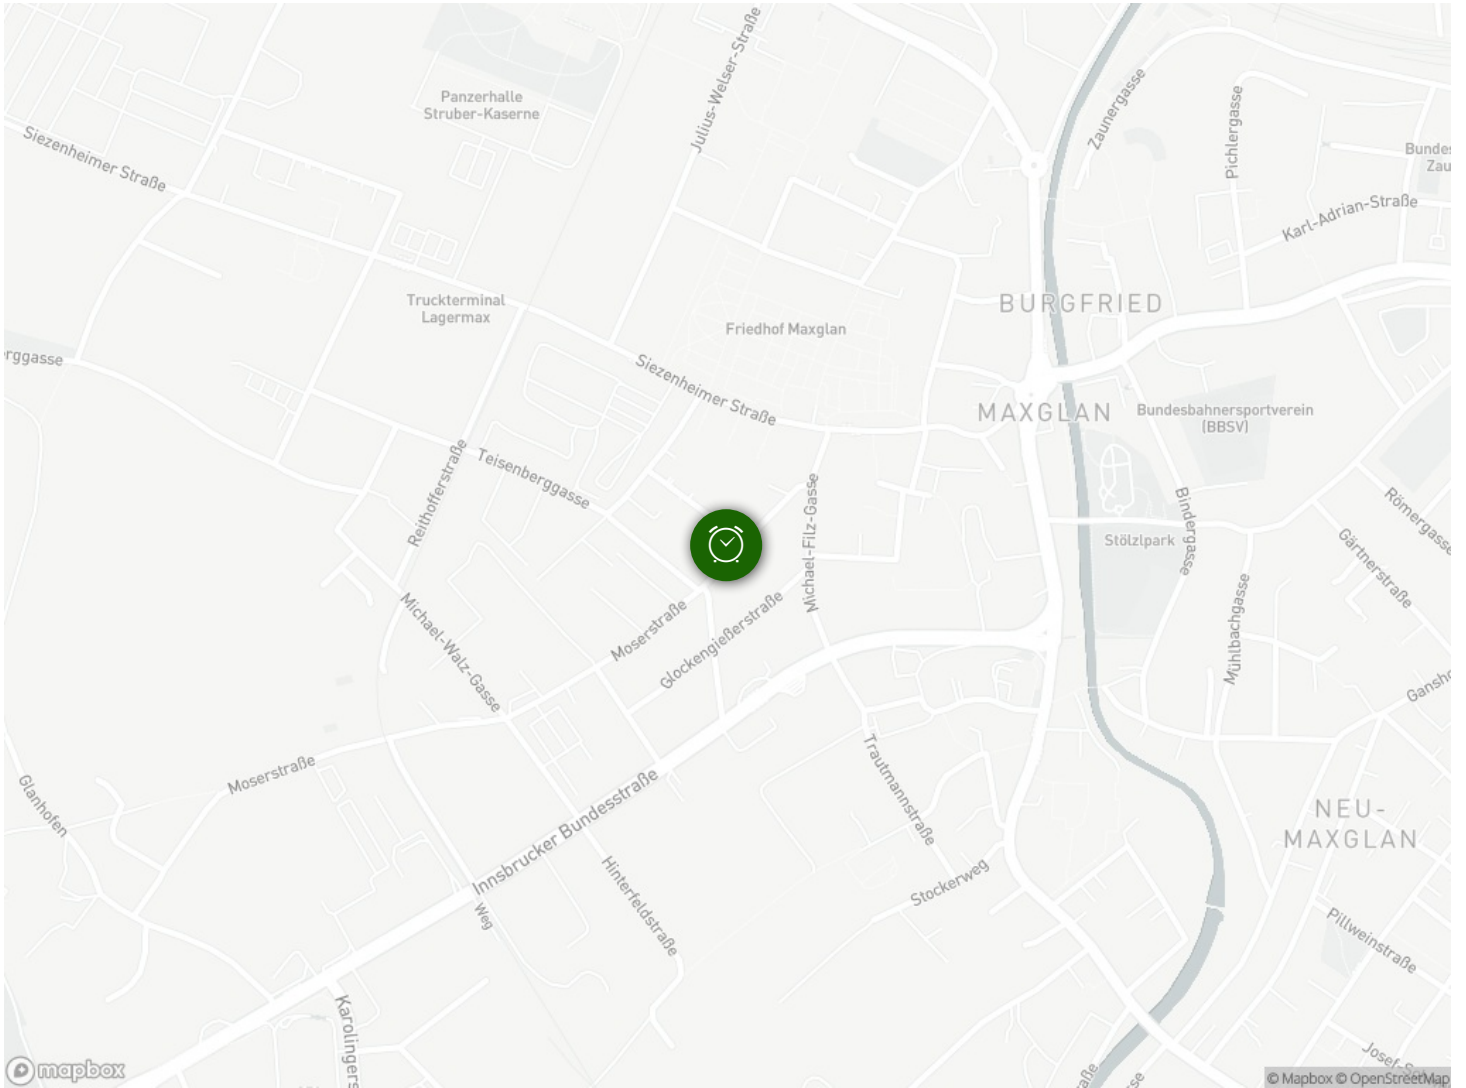 Panzerhalle
Struber-Kaserne
Julius-Welser-Straße
Zaunergasse
Pichlergasse
Siezenheimer Straße
Karl-Adrian-Straße
Truckterminal
Lagermax
BURGFRIED
Friedhof Maxglan
Siezenheimer Straße
MAXGLAN
Bundesbahnersportverein
(BBSV)
Reithofferstraße
Teisenberggasse
Michael-Filz-Gasse
Bindergasse
Stölzlpark
Römergasse
Gärtnerstraße
Michael-Walz-Gasse
Moserstraße
Glockengießerstraße
Mühlbachgasse
Moserstraße
Glanhofen
Trautmannstraße
Innsbrucker Bundesstraße
NEU-
MAXGLAN
Hinterfeldstraße
Stockerweg
Weg
Pillweinstraße
mapbox
© Mapbox © OpenStreetMap